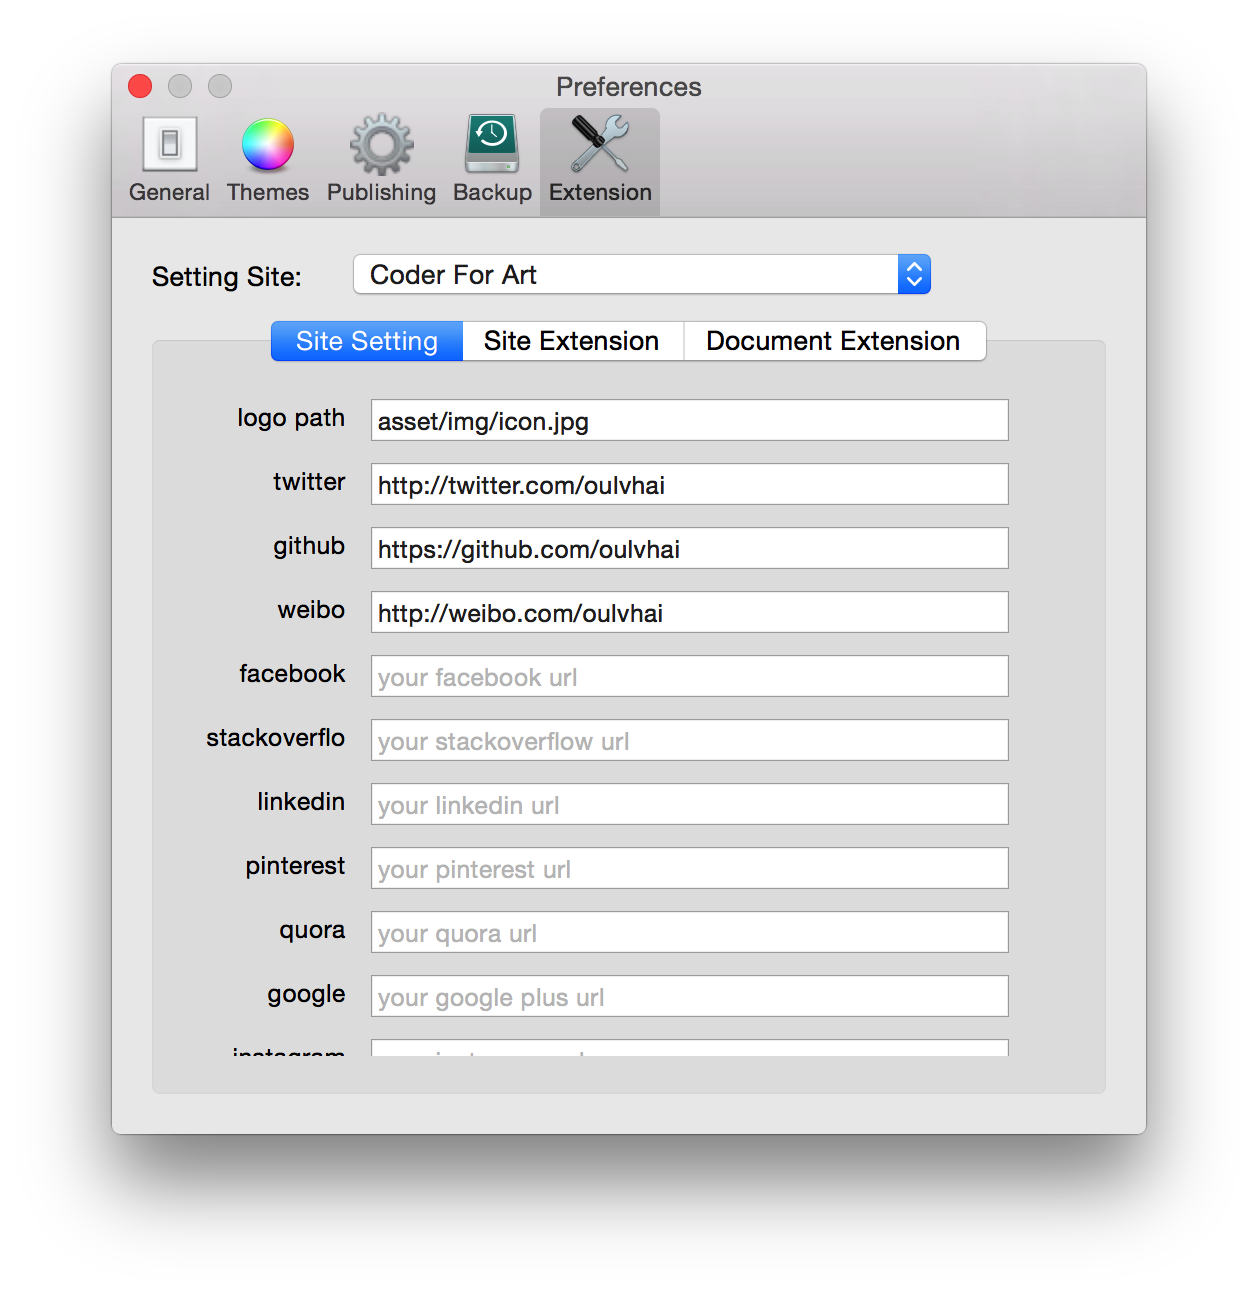 Preferences
General Themes Publishing Backup Extension
Setting Site: Coder For Art
Site Setting Site Extension Document Extension
logo path asset/img/icon.jpg
twitter http://twitter.com/oulvhai
github https://github.com/oulvhai
weibo http://weibo.com/oulvhai
facebook your facebook url
stackoverflo your stackoverflow url
linkedin your linkedin url
pinterest your pinterest url
quora your quora url
google your google plus url
instagram